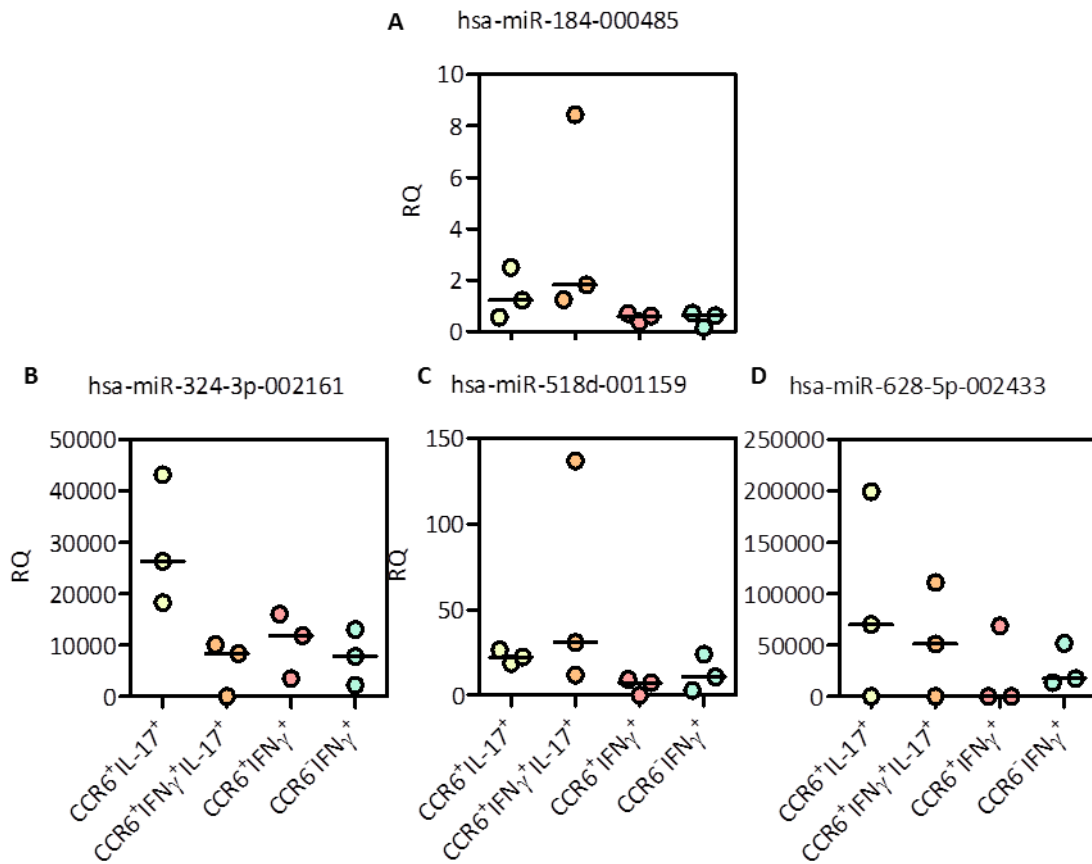 A hsa-miR-184-000485
10
8
6
4
2
0
RQ
B hsa-miR-324-3p-002161
50000
40000
30000
20000
10000
0
RQ
C hsa-miR-518d-001159
150
100
50
0
RQ
D hsa-miR-628-5p-002433
250000
200000
150000
100000
50000
0
CCR6⁺IL-17⁺
CCR6⁺IFNγ⁺IL-17⁺
CCR6⁺IFNγ⁺
CCR6⁻IFNγ⁺
CCR6⁺IL-17⁺
CCR6⁺IFNγ⁺IL-17⁺
CCR6⁺IFNγ⁺
CCR6⁻IFNγ⁺
CCR6⁺IL-17⁺
CCR6⁺IFNγ⁺IL-17⁺
CCR6⁺IFNγ⁺
CCR6⁻IFNγ⁺